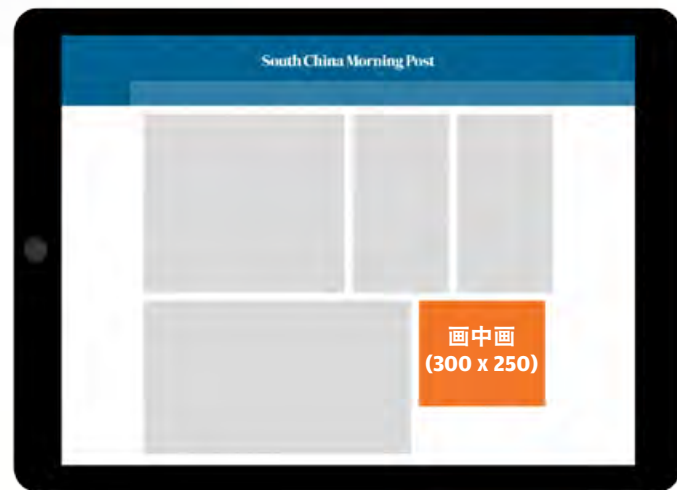 South China Morning Post
画中画
(300 x 250)